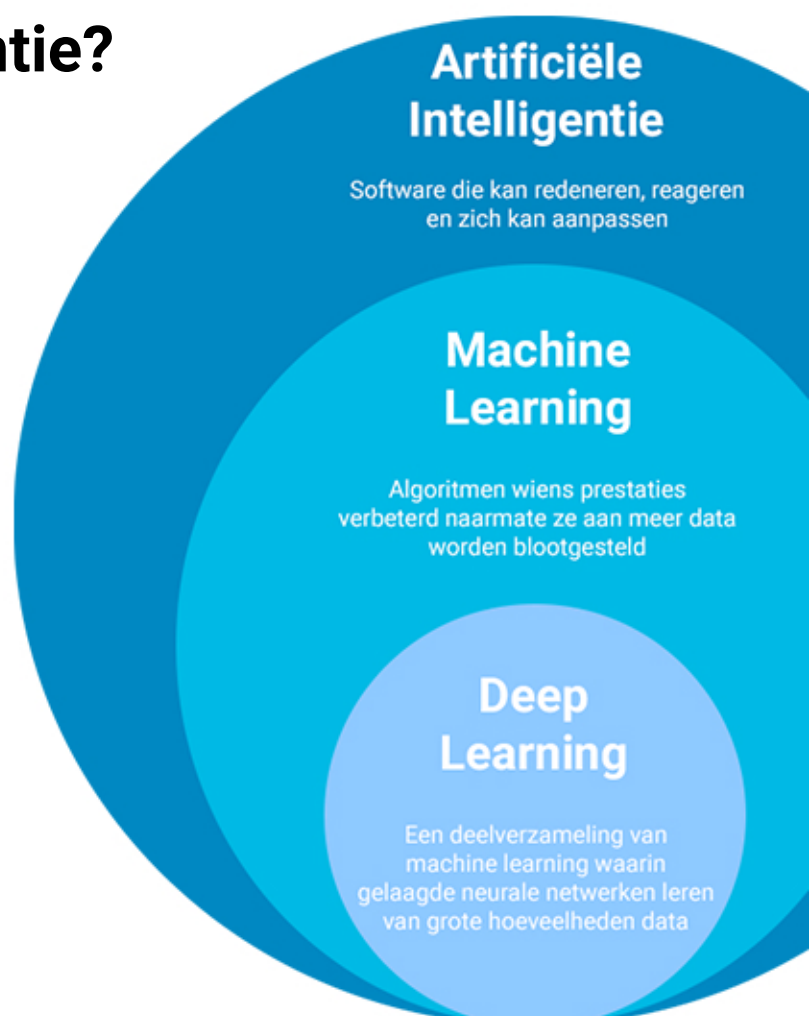 ntie?
Artificiële
Intelligentie
Software die kan redeneren, reageren
en zich kan aanpassen
Machine
Learning
Algoritmen wiens prestaties
verbeterd naarmate ze aan meer data
worden blootgesteld
Deep
Learning
Een deelverzameling van
machine learning waarin
gelaagde neurale netwerken leren
van grote hoeveelheden data